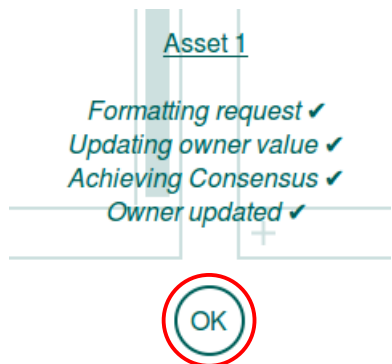 Asset 1
Formatting request ✔
Updating owner value ✔
Achieving Consensus ✔
Owner updated ✔
+
OK